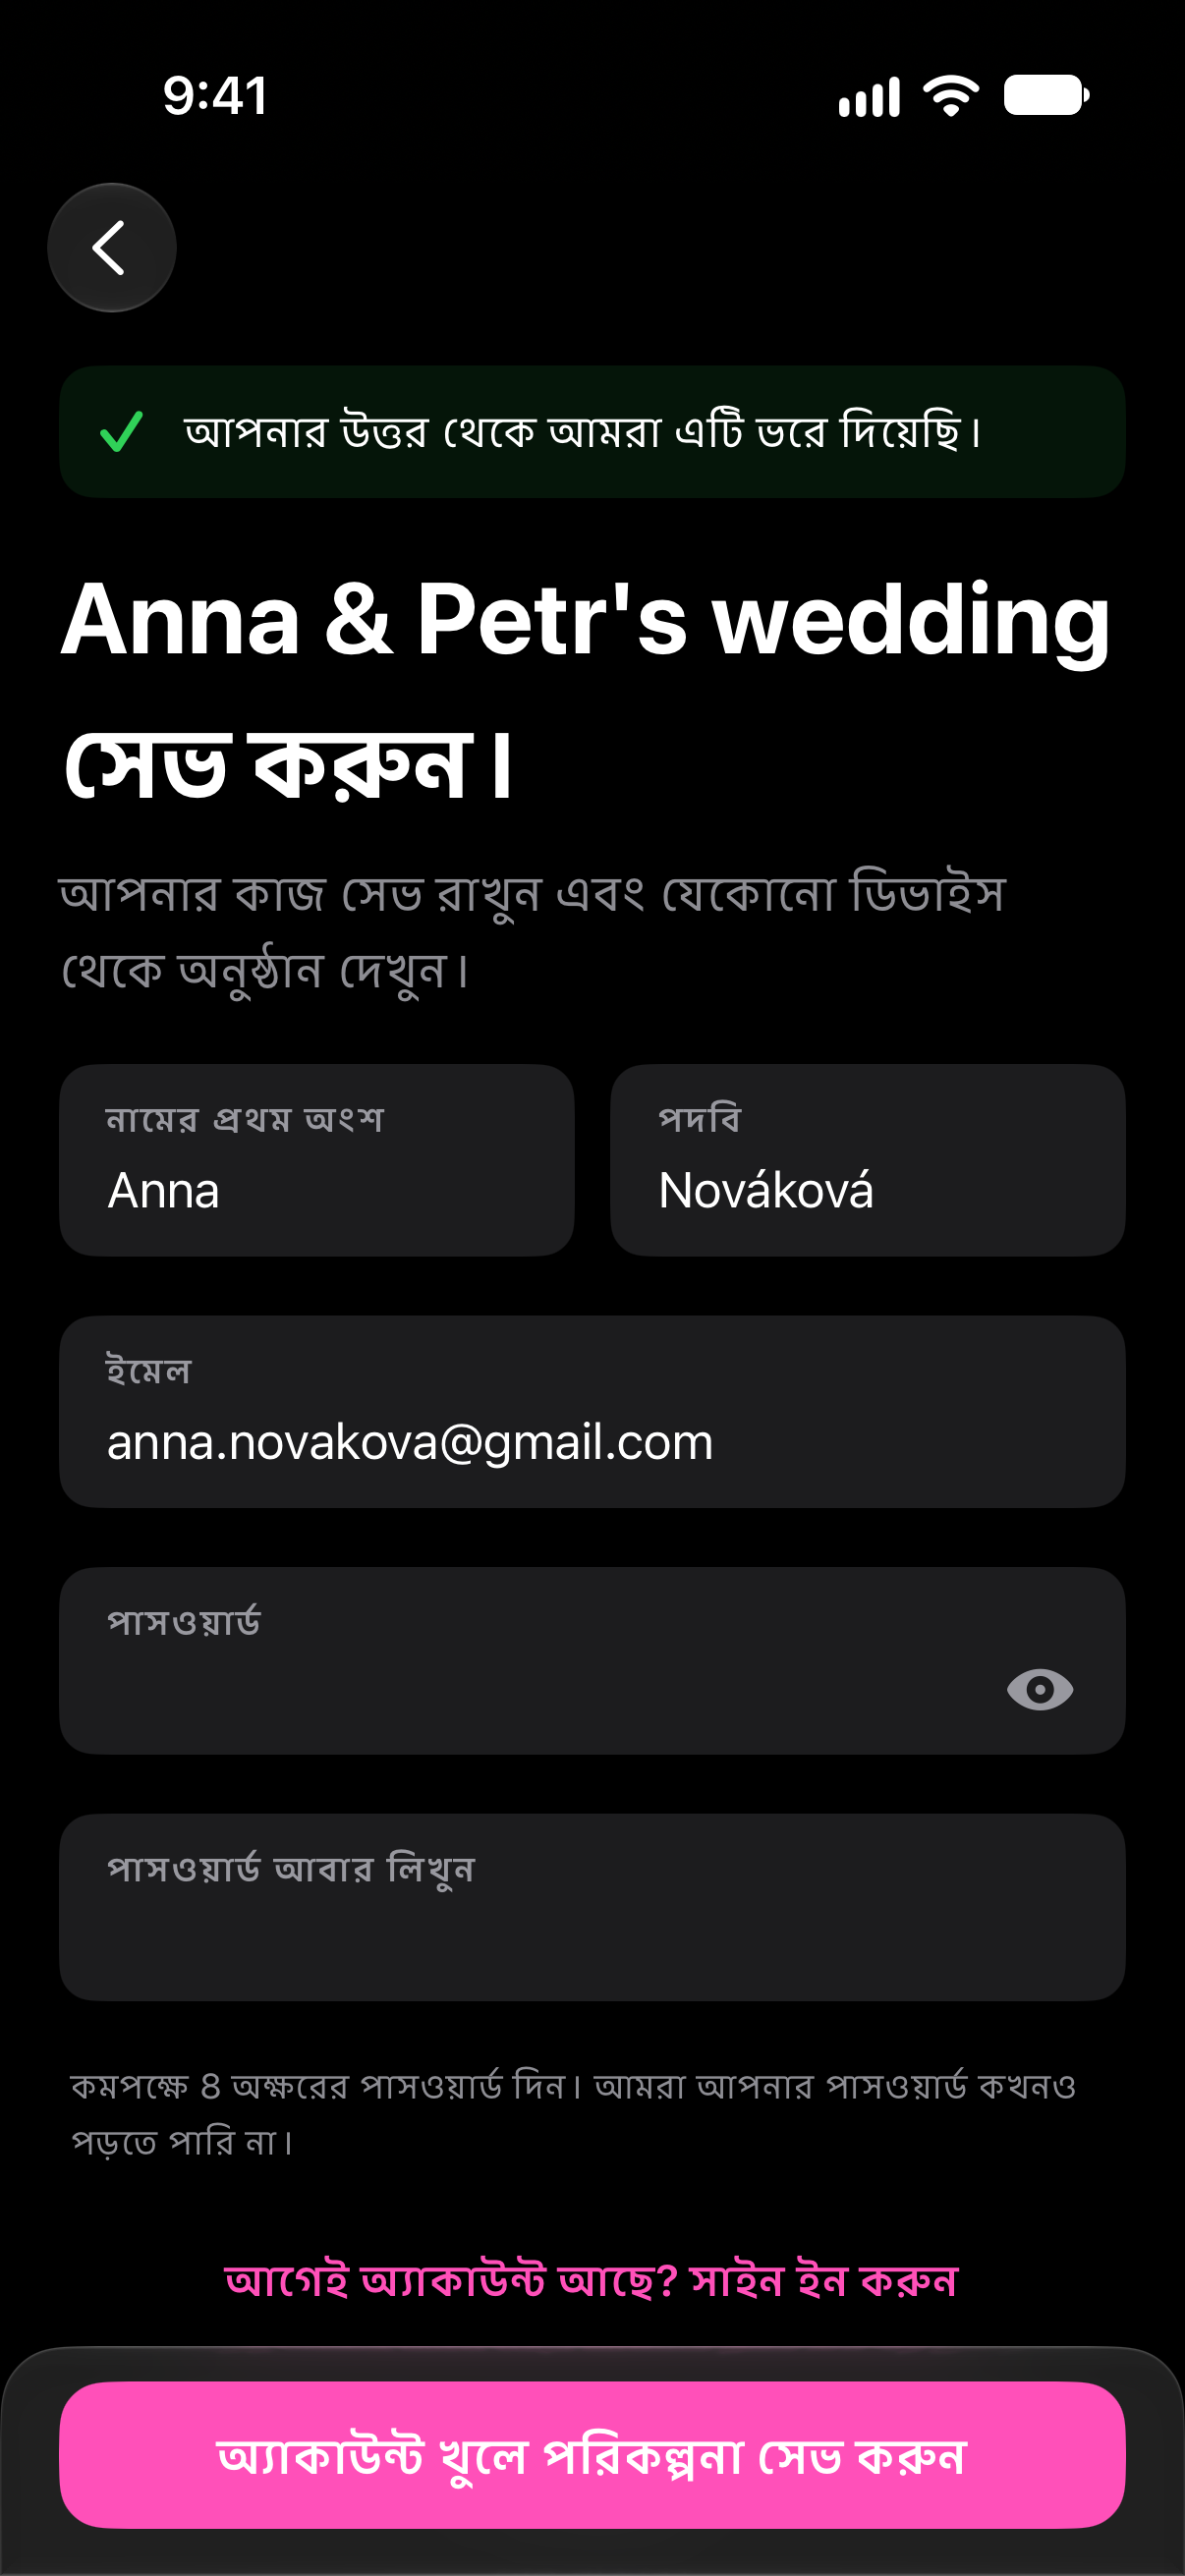 9:41
আপনার উত্তর থেকে আমরা এটি ভরে দিয়েছি।
Anna & Petr's wedding
সেভ করুন।
আপনার কাজ সেভ রাখুন এবং যেকোনো ডিভাইস
থেকে অনুষ্ঠান দেখুন।
নামের প্রথম অংশ
পদবি
Anna
Nováková
ইমেল
anna.novakova@gmail.com
পাসওয়ার্ড
পাসওয়ার্ড আবার লিখুন
কমপক্ষে 8 অক্ষরের পাসওয়ার্ড দিন। আমরা আপনার পাসওয়ার্ড কখনও
পড়তে পারি না।
আগেই অ্যাকাউন্ট আছে? সাইন ইন করুন
অ্যাকাউন্ট খুলে পরিকল্পনা সেভ করুন